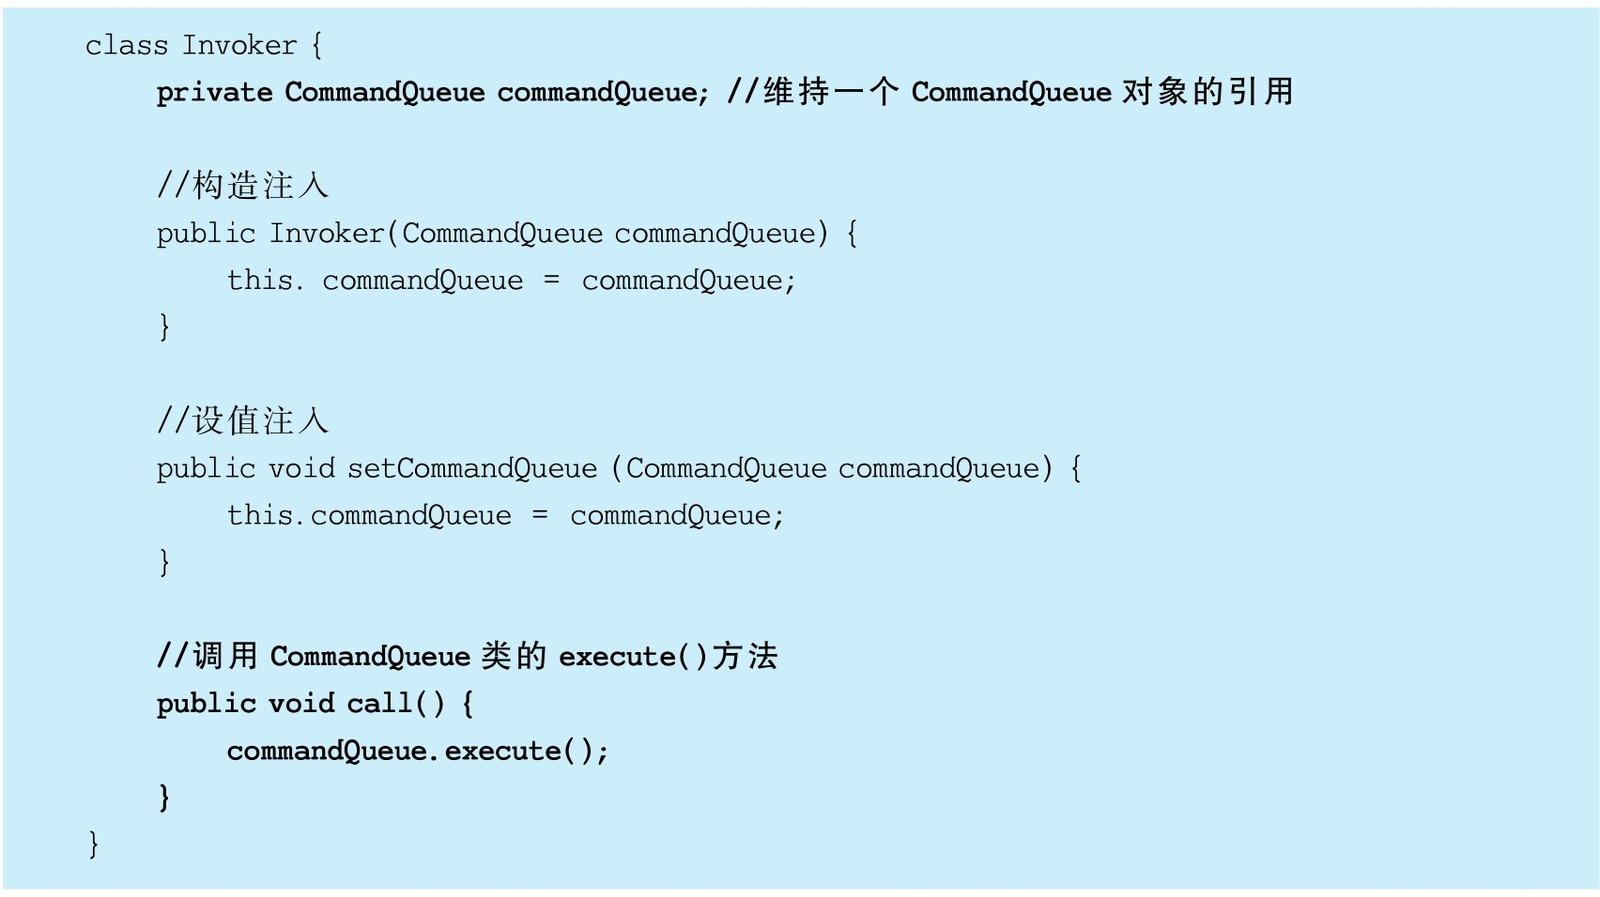 class Invoker {
private CommandQueue commandQueue; //维持一个 CommandQueue 对象的引用
//构造注入
public Invoker(CommandQueue commandQueue) {
this. commandQueue = commandQueue;
}
//设值注入
public void setCommandQueue (CommandQueue commandQueue) {
this.commandQueue = commandQueue;
}
//调用 CommandQueue 类的 execute()方法
public void call() {
commandQueue.execute();
}
}